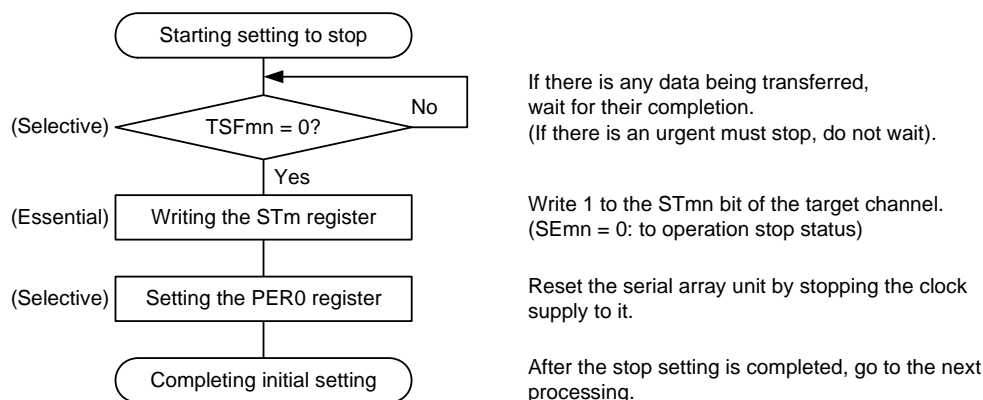 Starting setting to stop
If there is any data being transferred,
No
wait for their completion.
(Selective)
TSFmn = 0?
(If there is an urgent must stop, do not wait).
Yes
(Essential)
Writing the STm register
Write 1 to the STmn bit of the target channel.
(SEmn = 0: to operation stop status)
(Selective)
Setting the PER0 register
Reset the serial array unit by stopping the clock
supply to it.
Completing initial setting
After the stop setting is completed, go to the next
processing.